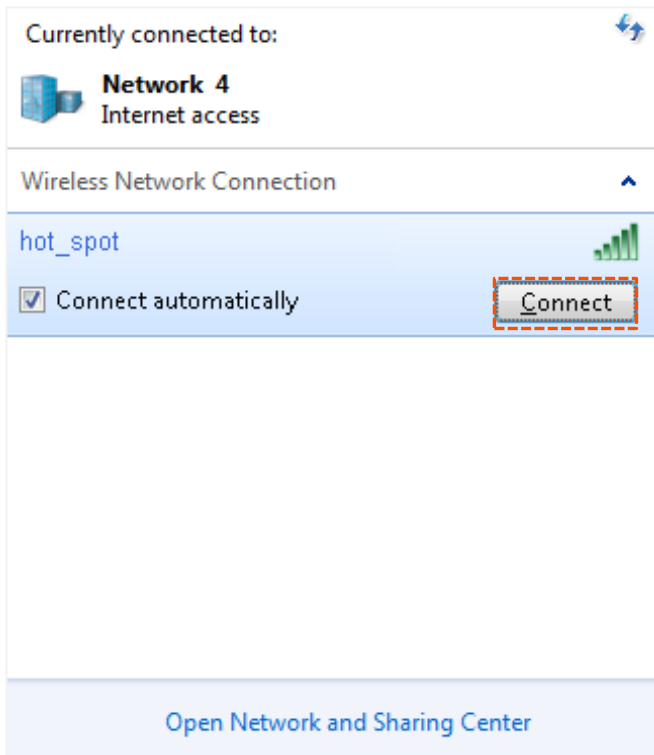 Currently connected to:
Network 4
Internet access
Wireless Network Connection
hot_spot
Connect automatically
Connect
Open Network and Sharing Center